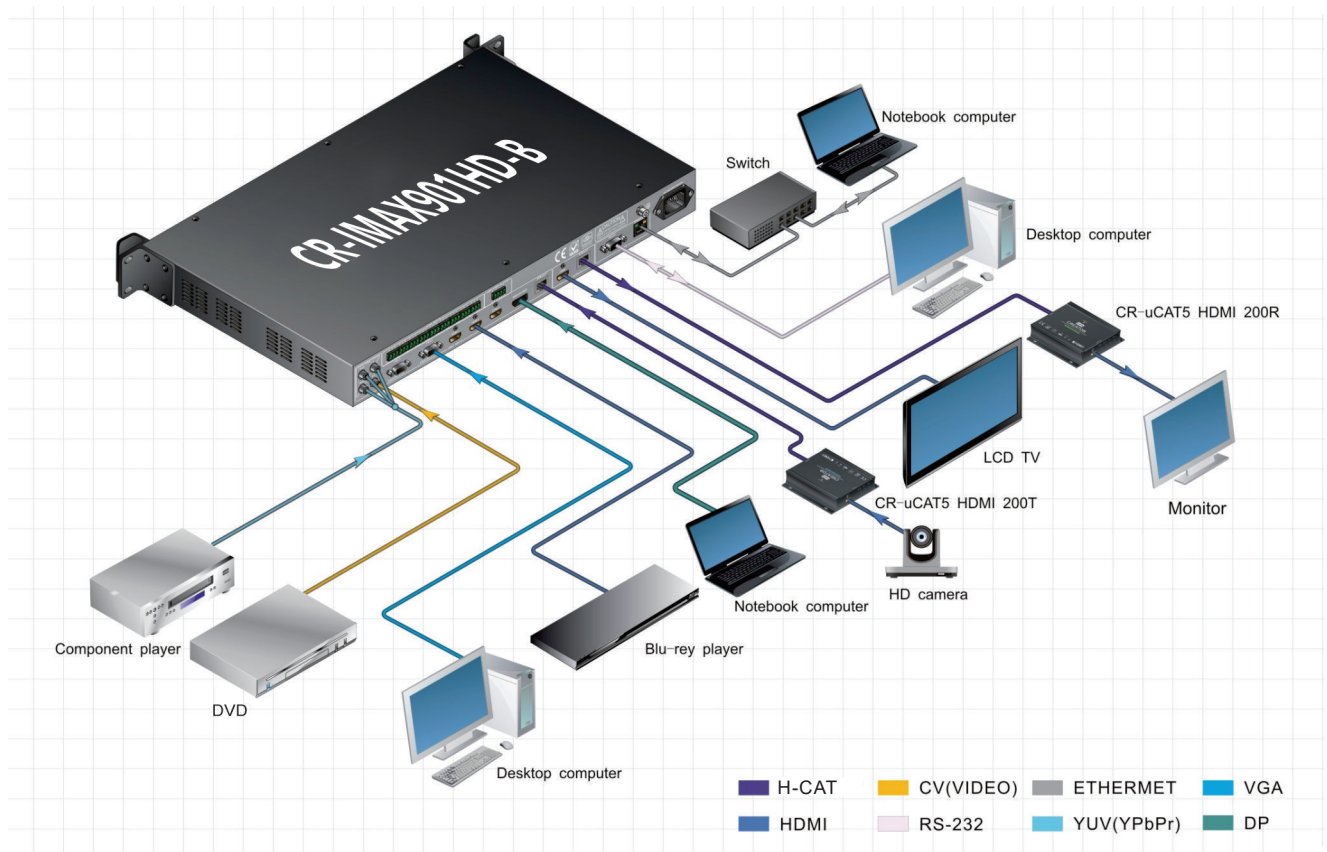 CR-IMAX901HD-B
Notebook computer
Switch
Desktop computer
CR-uCAT5 HDMI 200R
LCD TV
CR-uCAT5 HDMI 200T
Monitor
HD camera
Notebook computer
Component player
Blu-rey player
DVD
Desktop computer
H-CAT
CV(VIDEO)
ETHERMET
VGA
HDMI
RS-232
YUV(YPbPr)
DP